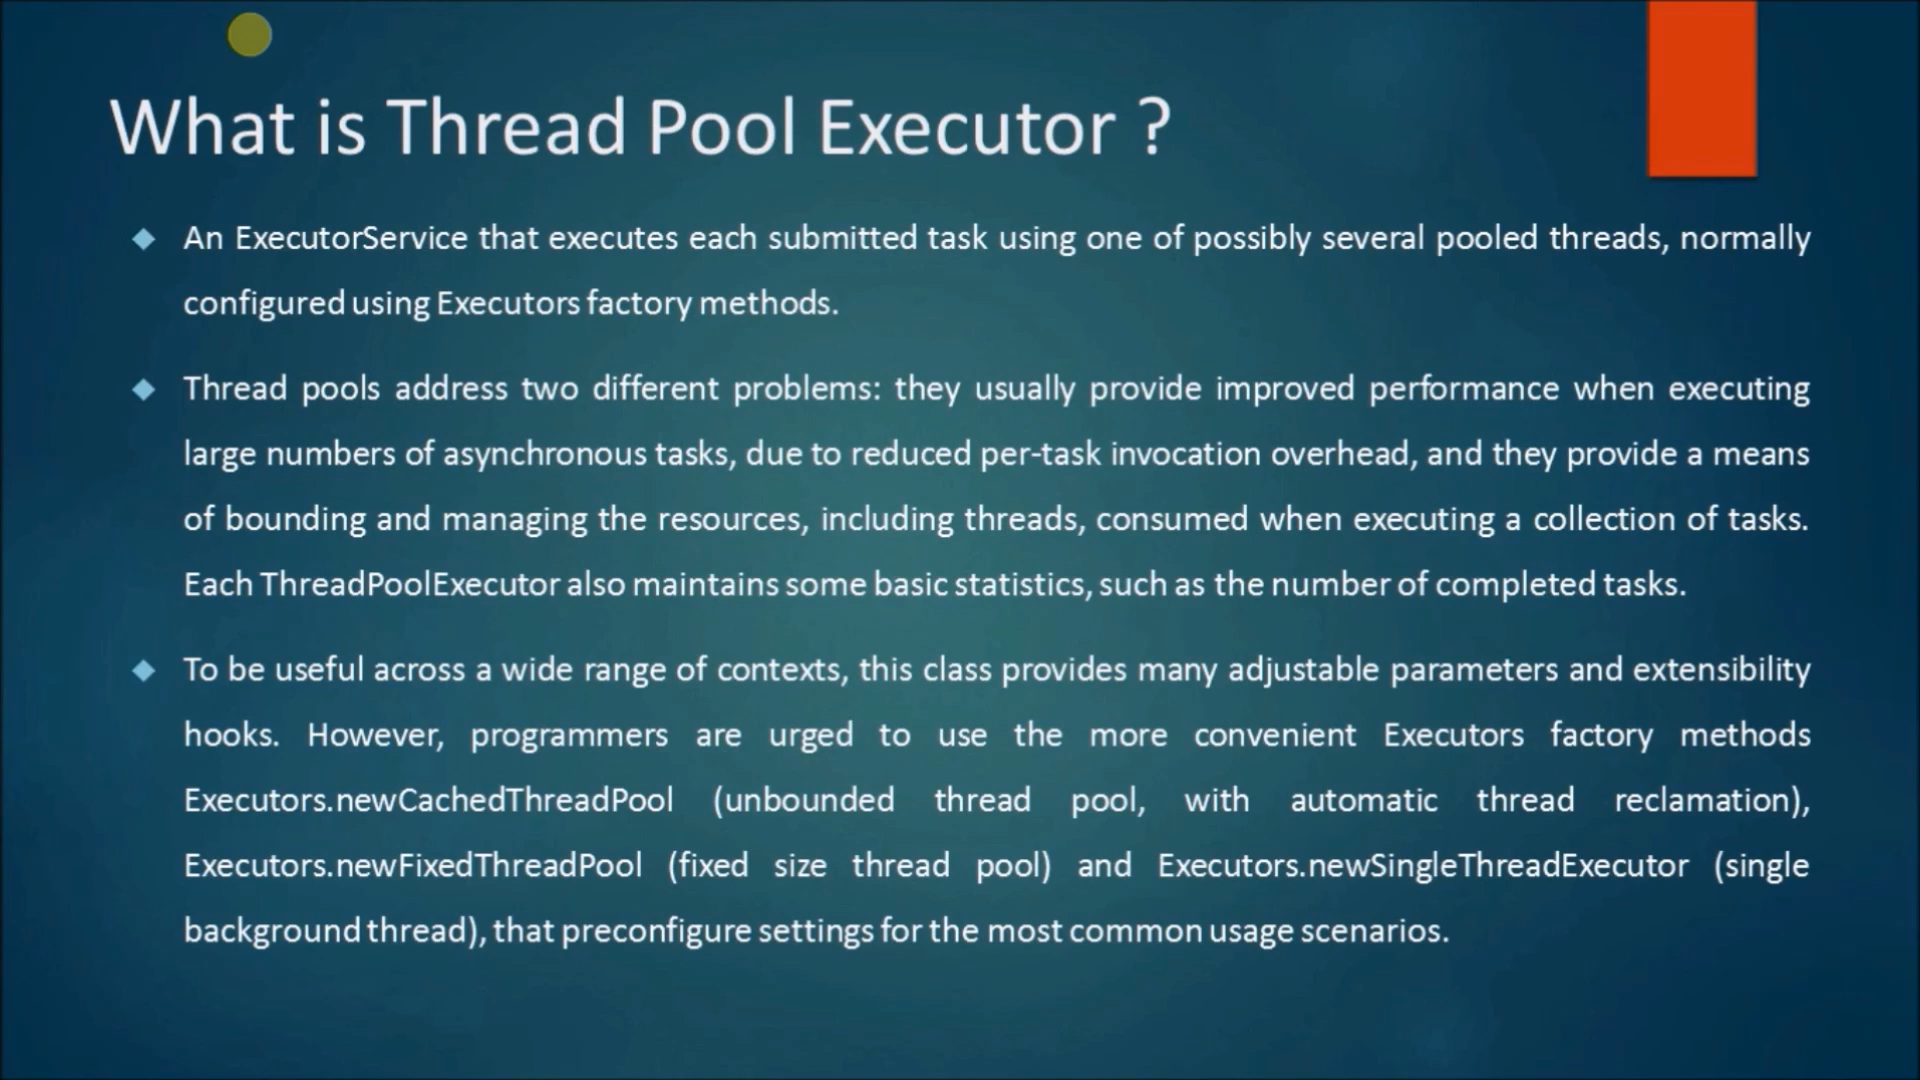 What is Thread Pool Executor ?
An ExecutorService that executes each submitted task using one of possibly several pooled threads, normally
configured using Executors factory methods.
Thread pools address two different problems: they usually provide improved performance when executing
large numbers of asynchronous tasks, due to reduced per-task invocation overhead, and they provide a means
of bounding and managing the resources, including threads, consumed when executing a collection of tasks.
Each ThreadPoolExecutor also maintains some basic statistics, such as the number of completed tasks.
To be useful across a wide range of contexts, this class provides many adjustable parameters and extensibility
hooks. However, programmers are urged to use the more convenient Executors factory methods
Executors.newCachedThreadPool (unbounded thread pool, with automatic thread reclamation),
Executors.newFixedThreadPool (fixed size thread pool) and Executors.newSingleThreadExecutor (single
background thread), that preconfigure settings for the most common usage scenarios.